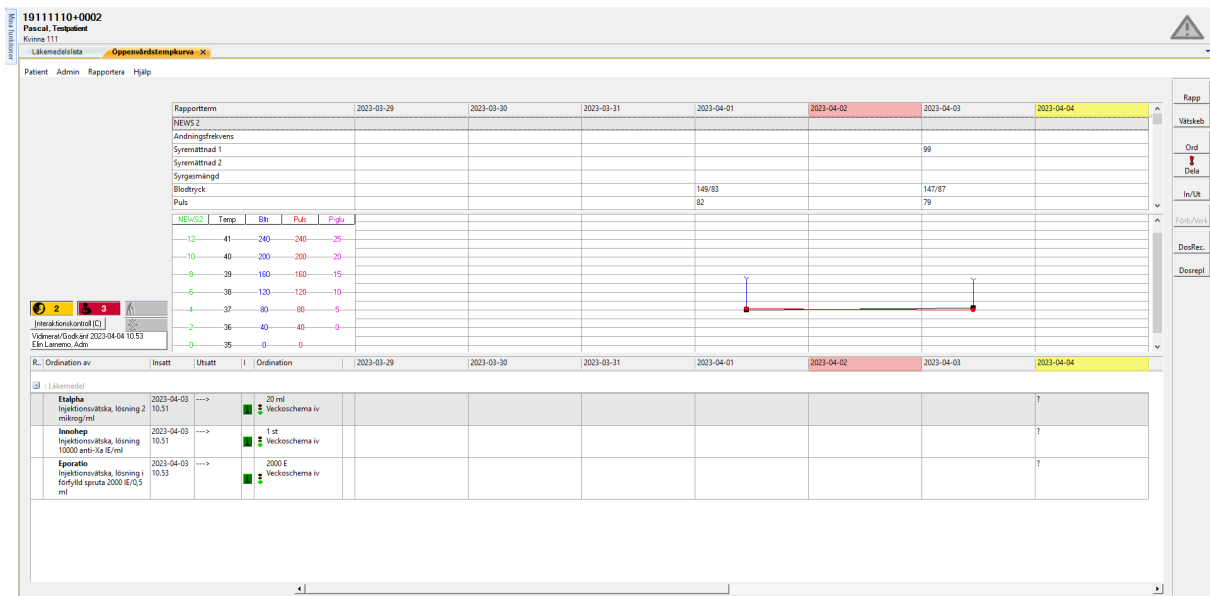 Mina funktioner
19111110+0002
Pascal, Testpatient
Kvinna 111
Läkemedelslista Öppenvårdstempkurva
Patient Admin Rapportera Hjälp
Rapportterm 2023-03-29 2023-03-30 2023-03-31 2023-04-01 2023-04-02 2023-04-03 2023-04-04
NEWS 2
Andningsfrekvens
Syremättnad 1 99
Syremättnad 2
Syrgasmängd
Blodtryck 149/83 147/87
Puls 82 79
NEWS2 Temp Bltr Puls P-glu
12 41 240 240 25
10 40 200 200 20
8 39 160 160 15
6 38 120 120 10
4 37 80 80 5
2 36 40 40 0
0 35 0 0
2 3
Interaktionskontroll (C)
Vidimerat/Godkänt 2023-04-04 10.53
Elin Larnemo, Adm
R.. Ordination av Insatt Utsatt I Ordination 2023-03-29 2023-03-30 2023-03-31 2023-04-01 2023-04-02 2023-04-03 2023-04-04
: Läkemedel
Etalpha 2023-04-03 ---> 20 ml ?
Injektionsvätska, lösning 2 10.51 1 Veckoschema iv
mikrog/ml
Innohep 2023-04-03 ---> 1 st ?
Injektionsvätska, lösning 10.51 1 Veckoschema iv
10000 anti-Xa IE/ml
Eporatio 2023-04-03 ---> 2000 E ?
Injektionsvätska, lösning i 10.53 Veckoschema iv
förfylld spruta 2000 IE/0,5 1
ml
Rapp
Vätskeb
Ord
Dela
In/Ut
Förb/Verk
DosRec.
Dosrepl